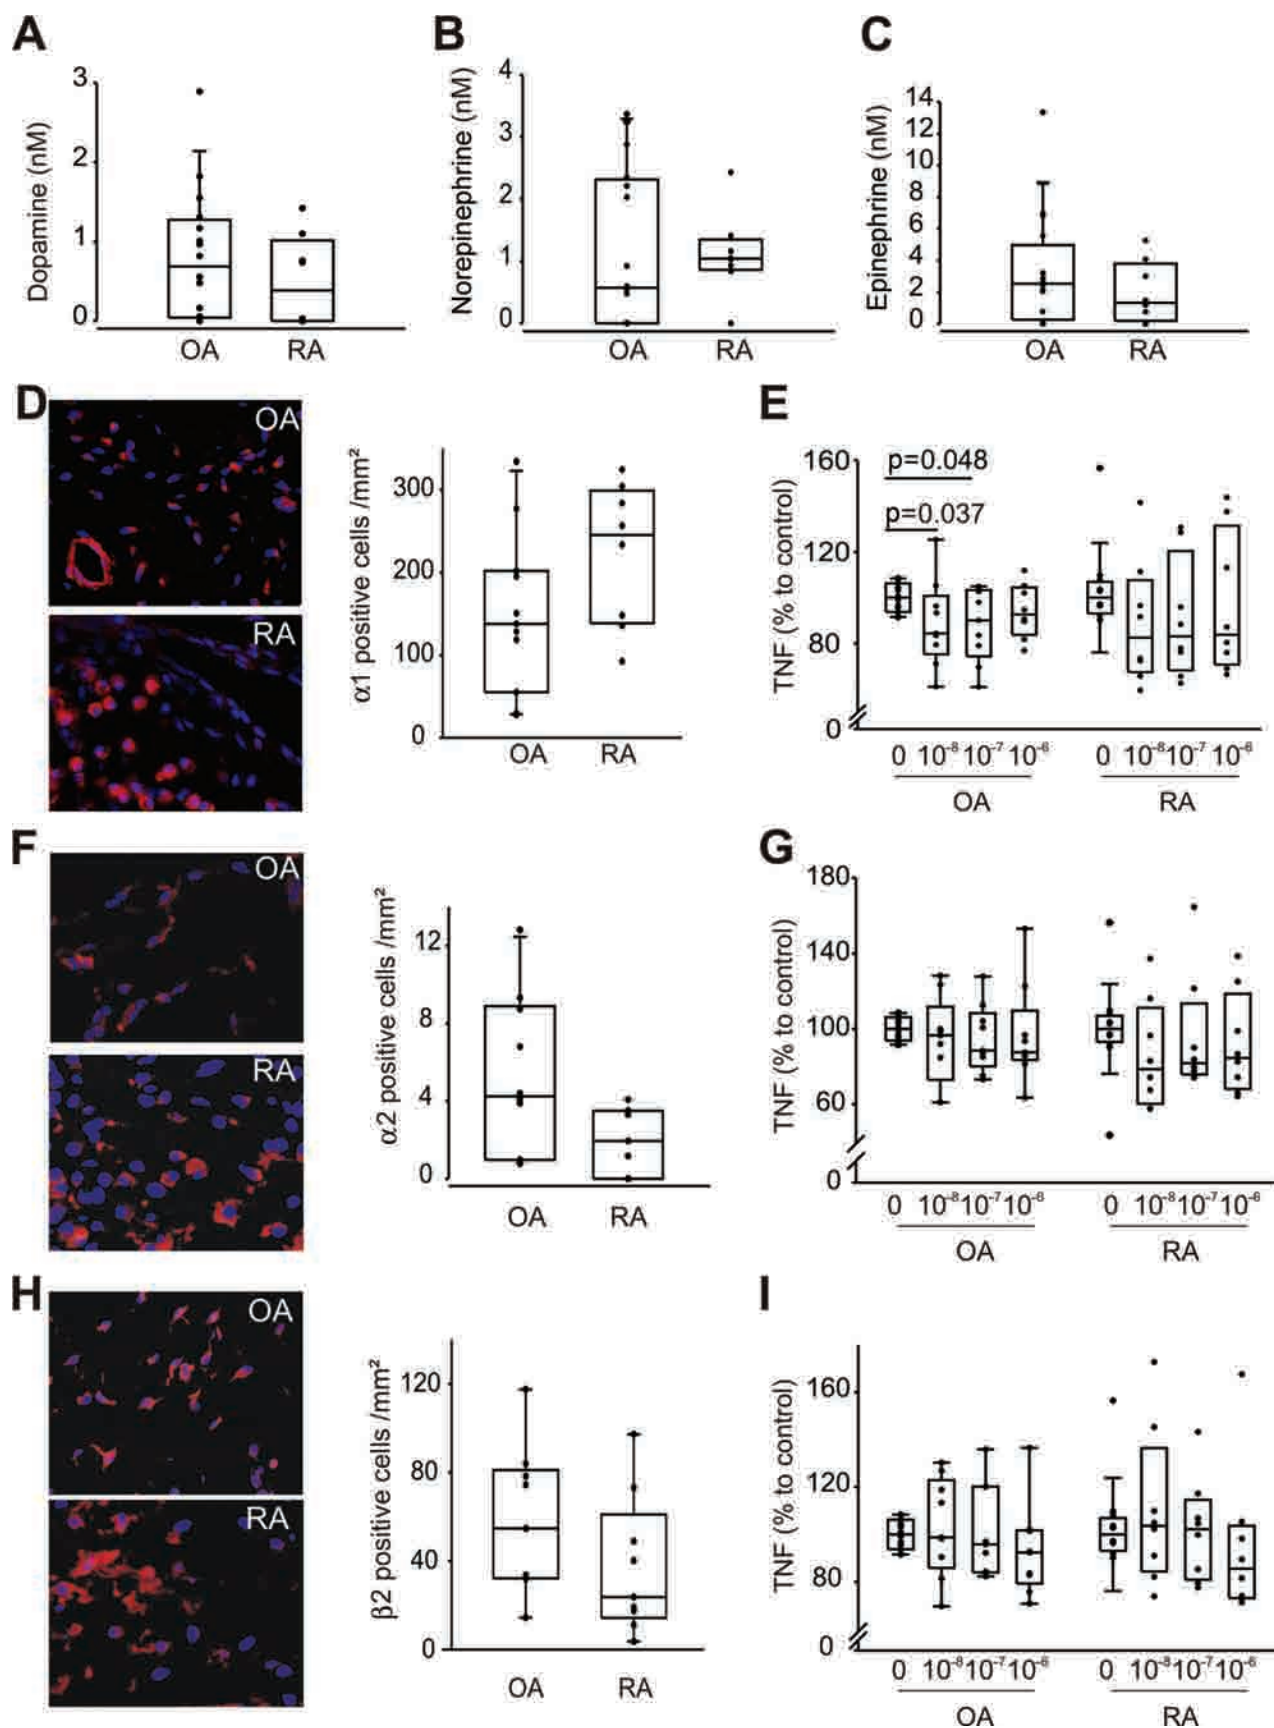 A
Dopamine (nM)
3
2
1
0
OA RA
B
Norepinephrine (nM)
4
3
2
1
0
OA RA
C
Epinephrine (nM)
14
12
10
8
6
4
2
0
OA RA
D
OA
RA
α1 positive cells /mm²
300
200
100
0
OA RA
E
TNF (% to control)
160
120
80
0
p=0.048
p=0.037
0 10⁻⁸ 10⁻⁷ 10⁻⁶ 0 10⁻⁸ 10⁻⁷ 10⁻⁶
OA RA
F
OA
RA
α2 positive cells /mm²
12
8
4
0
OA RA
G
TNF (% to control)
180
140
100
60
0
0 10⁻⁸ 10⁻⁷ 10⁻⁶ 0 10⁻⁸ 10⁻⁷ 10⁻⁶
OA RA
H
OA
RA
β2 positive cells /mm²
120
80
40
0
OA RA
I
TNF (% to control)
160
120
80
0
0 10⁻⁸ 10⁻⁷ 10⁻⁶ 0 10⁻⁸ 10⁻⁷ 10⁻⁶
OA RA